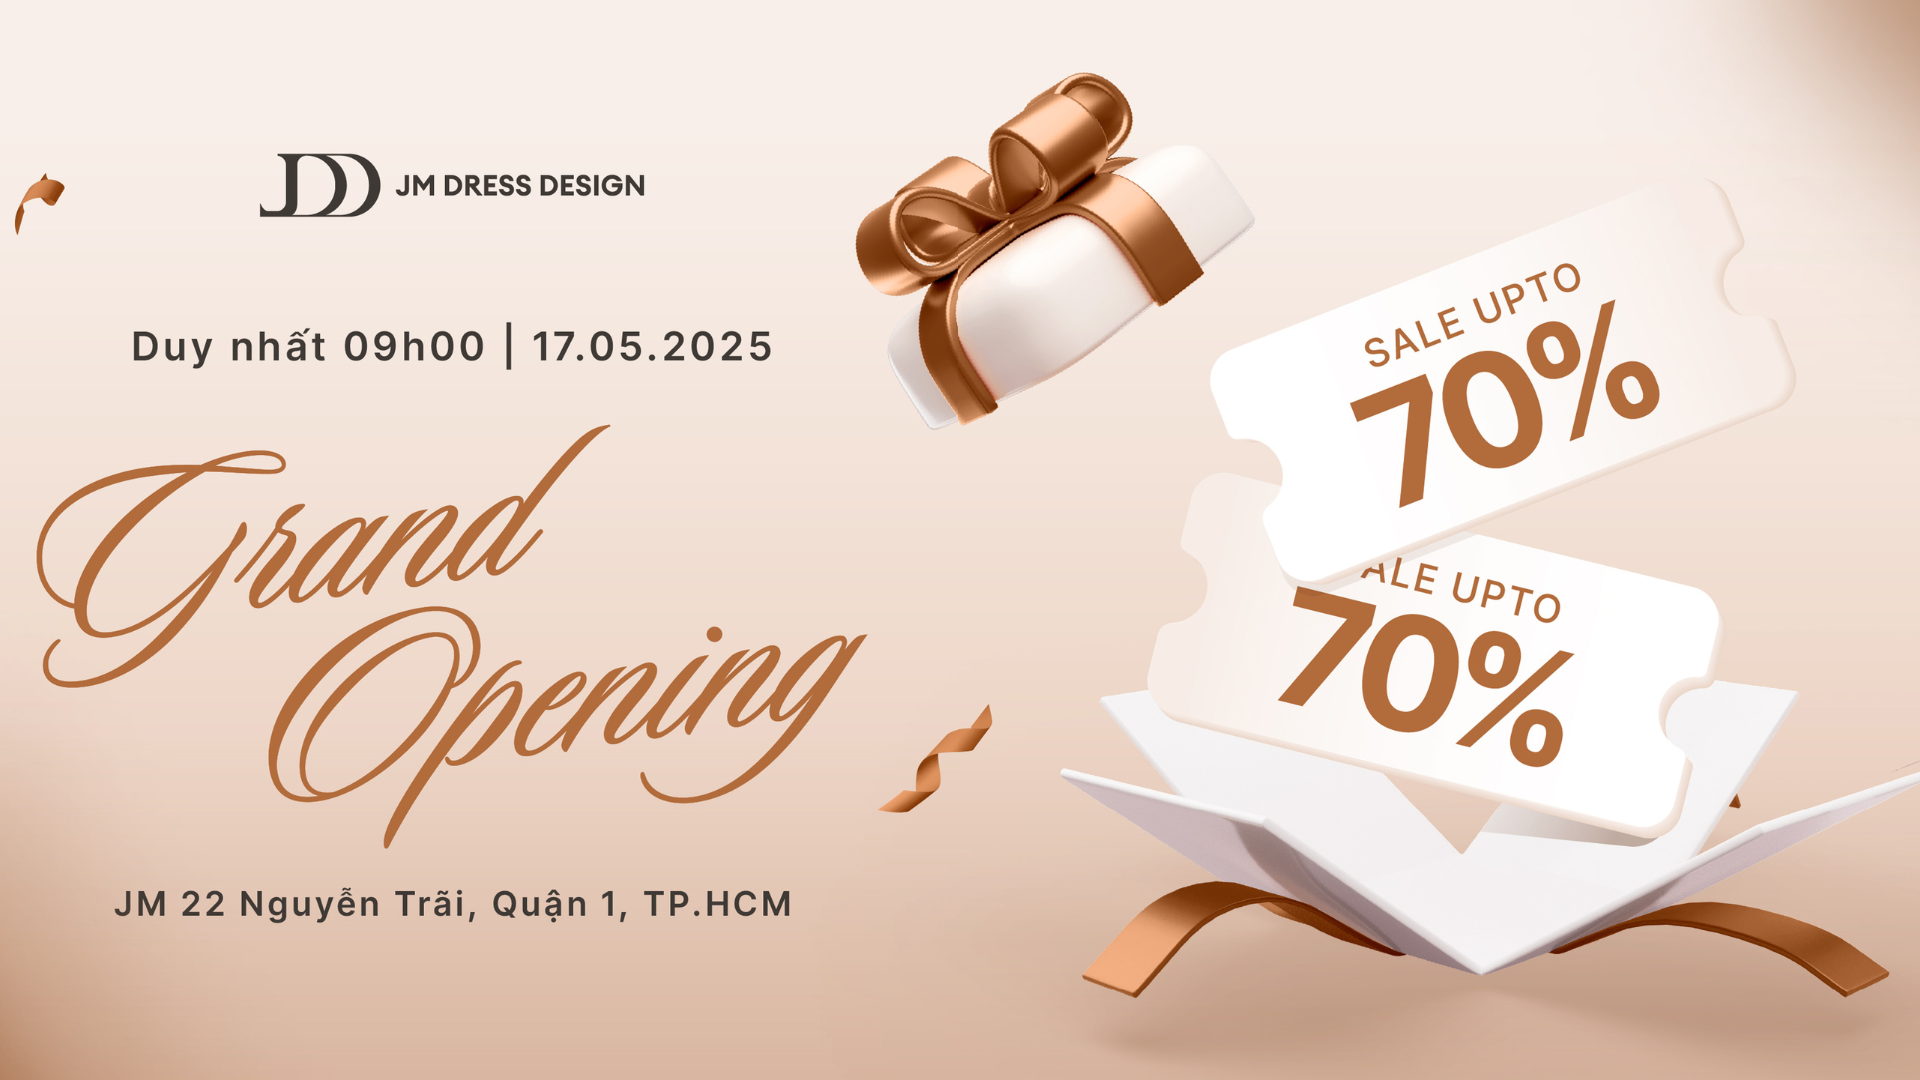 JM DRESS DESIGN
Duy nhất 09h00 | 17.05.2025
Grand
Opening
JM 22 Nguyễn Trãi, Quận 1, TP.HCM
SALE UPTO
70%
ALE UPTO
70%